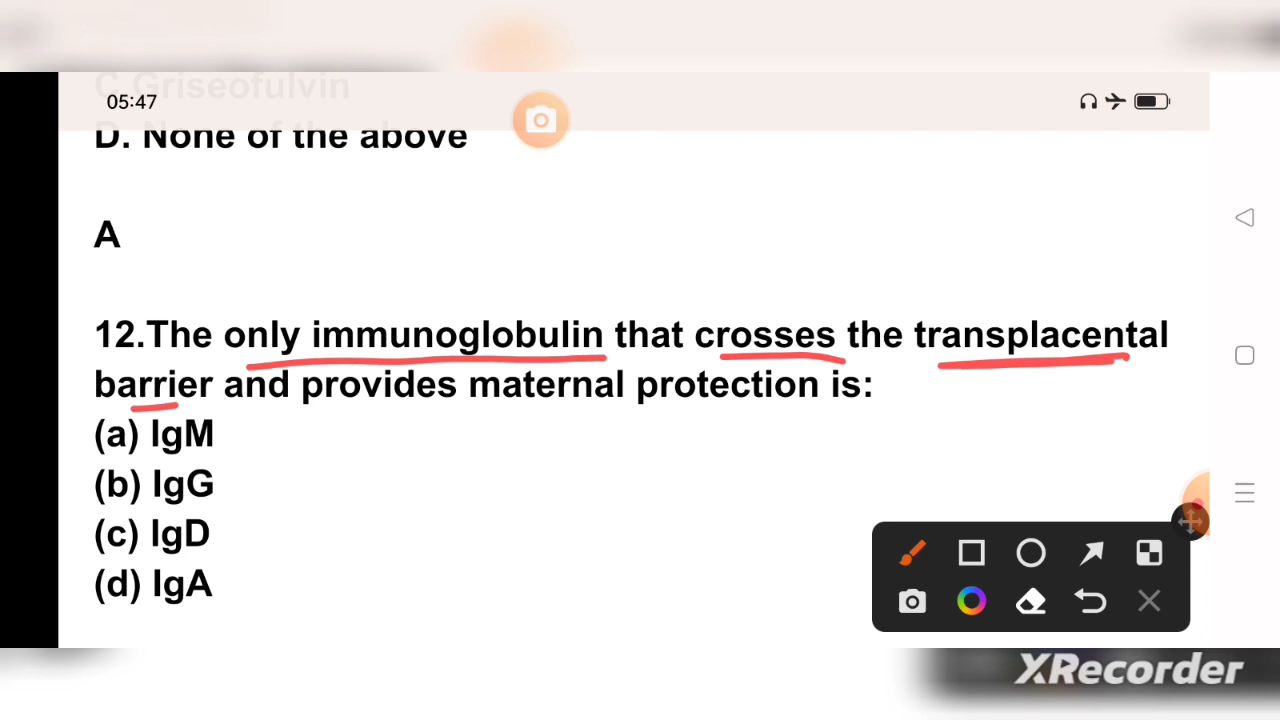 C.Griseofulvin
05:47
D. None of the above
A
12.The only immunoglobulin that crosses the transplacental
barrier and provides maternal protection is:
(a) IgM
(b) IgG
(c) IgD
(d) IgA
XRecorder